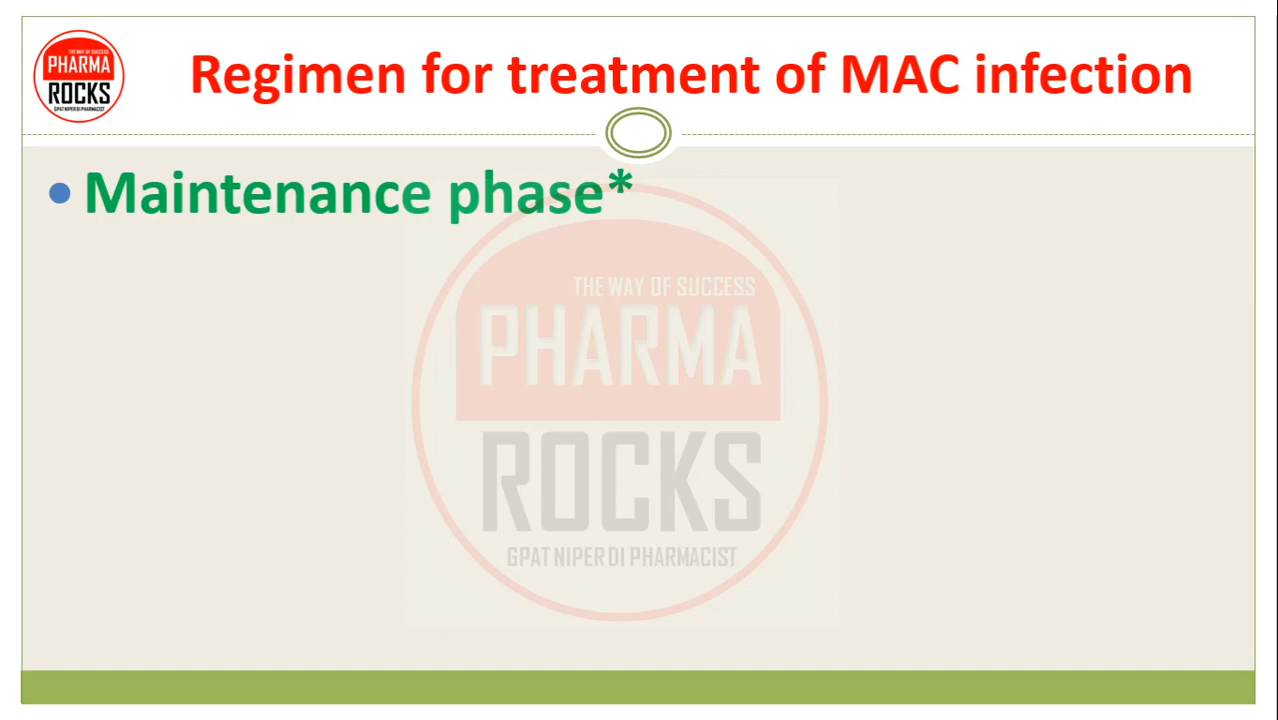 THE WAY OF SUCCESS
PHARMA
ROCKS
GPAT NIPER DI PHARMACIST
Regimen for treatment of MAC infection
• Maintenance phase*
THE WAY OF SUCCESS
PHARMA
ROCKS
GPAT NIPER DI PHARMACIST